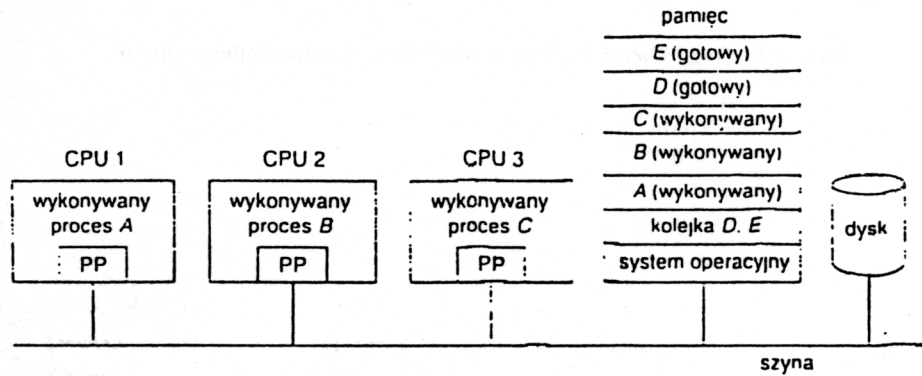 pamięć
E (gotowy)
D (gotowy)
C (wykonywany)
B (wykonywany)
A (wykonywany)
kolejka D. E
system operacyjny
CPU 1
wykonywany
proces A
PP
CPU 2
wykonywany
proces B
PP
CPU 3
wykonywany
proces C
PP
dysk
szyna